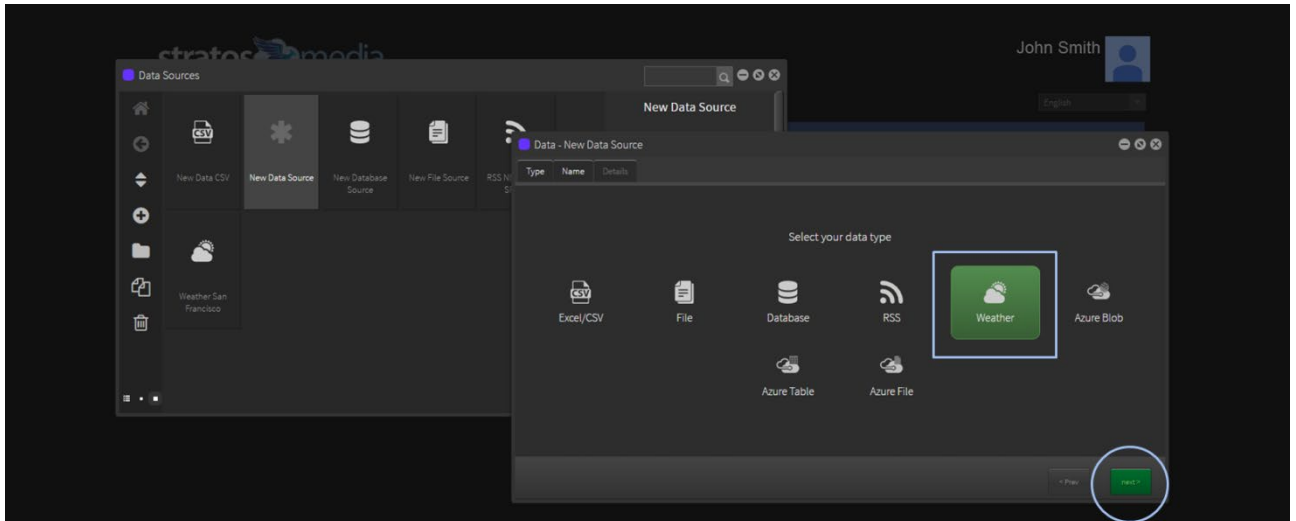 stratos media
John Smith
Data Sources
English
New Data Source
CSV
New Data CSV
New Data Source
New Database
Source
New File Source
Data - New Data Source
Type
Name
Details
Select your data type
Weather San
Francisco
CSV
Excel/CSV
File
Database
RSS
Weather
Azure Blob
Azure Table
Azure File
< Prev
next >